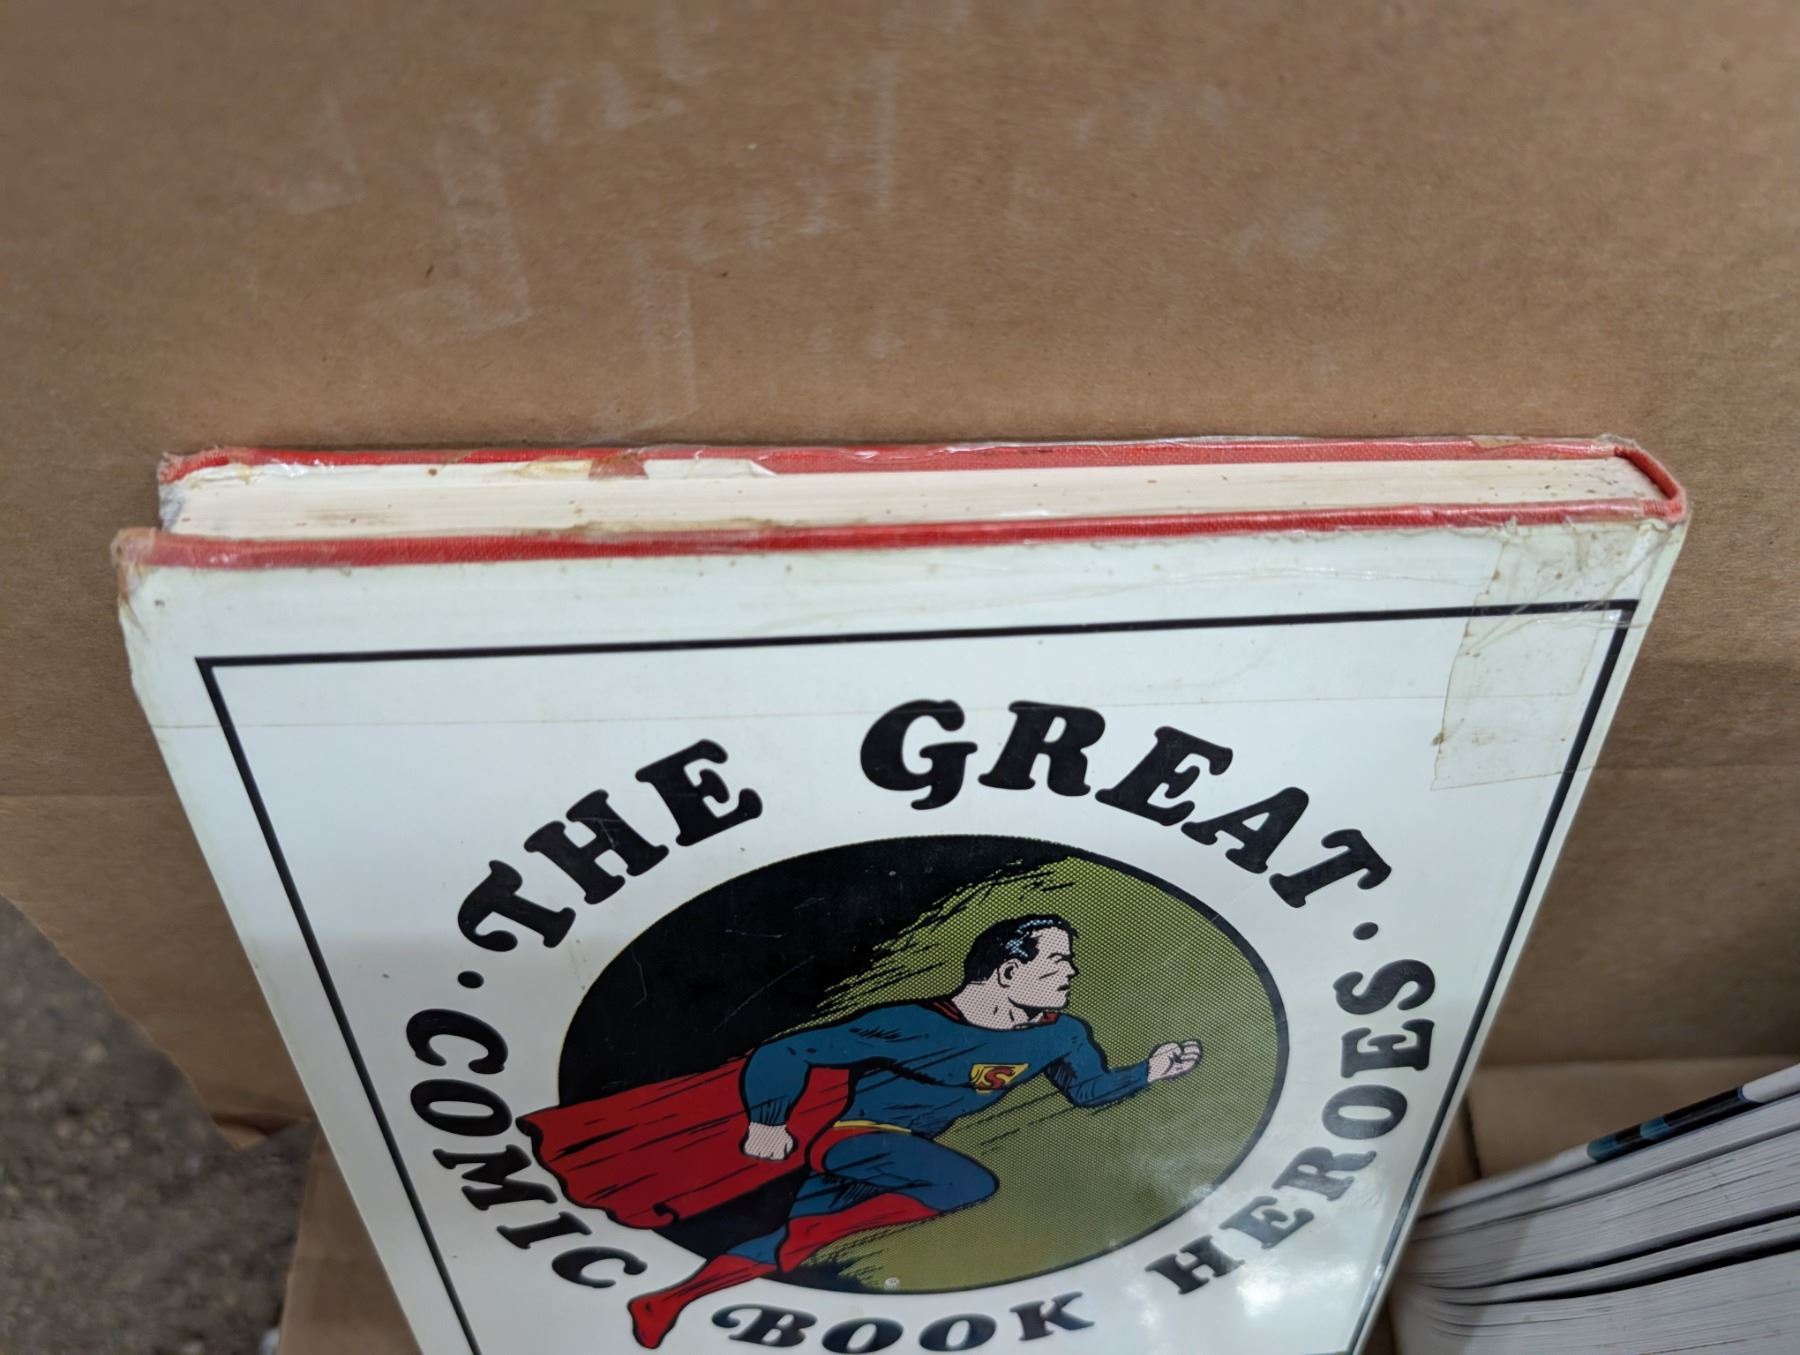 · THE GREAT ·
COMIC BOOK HEROES
S